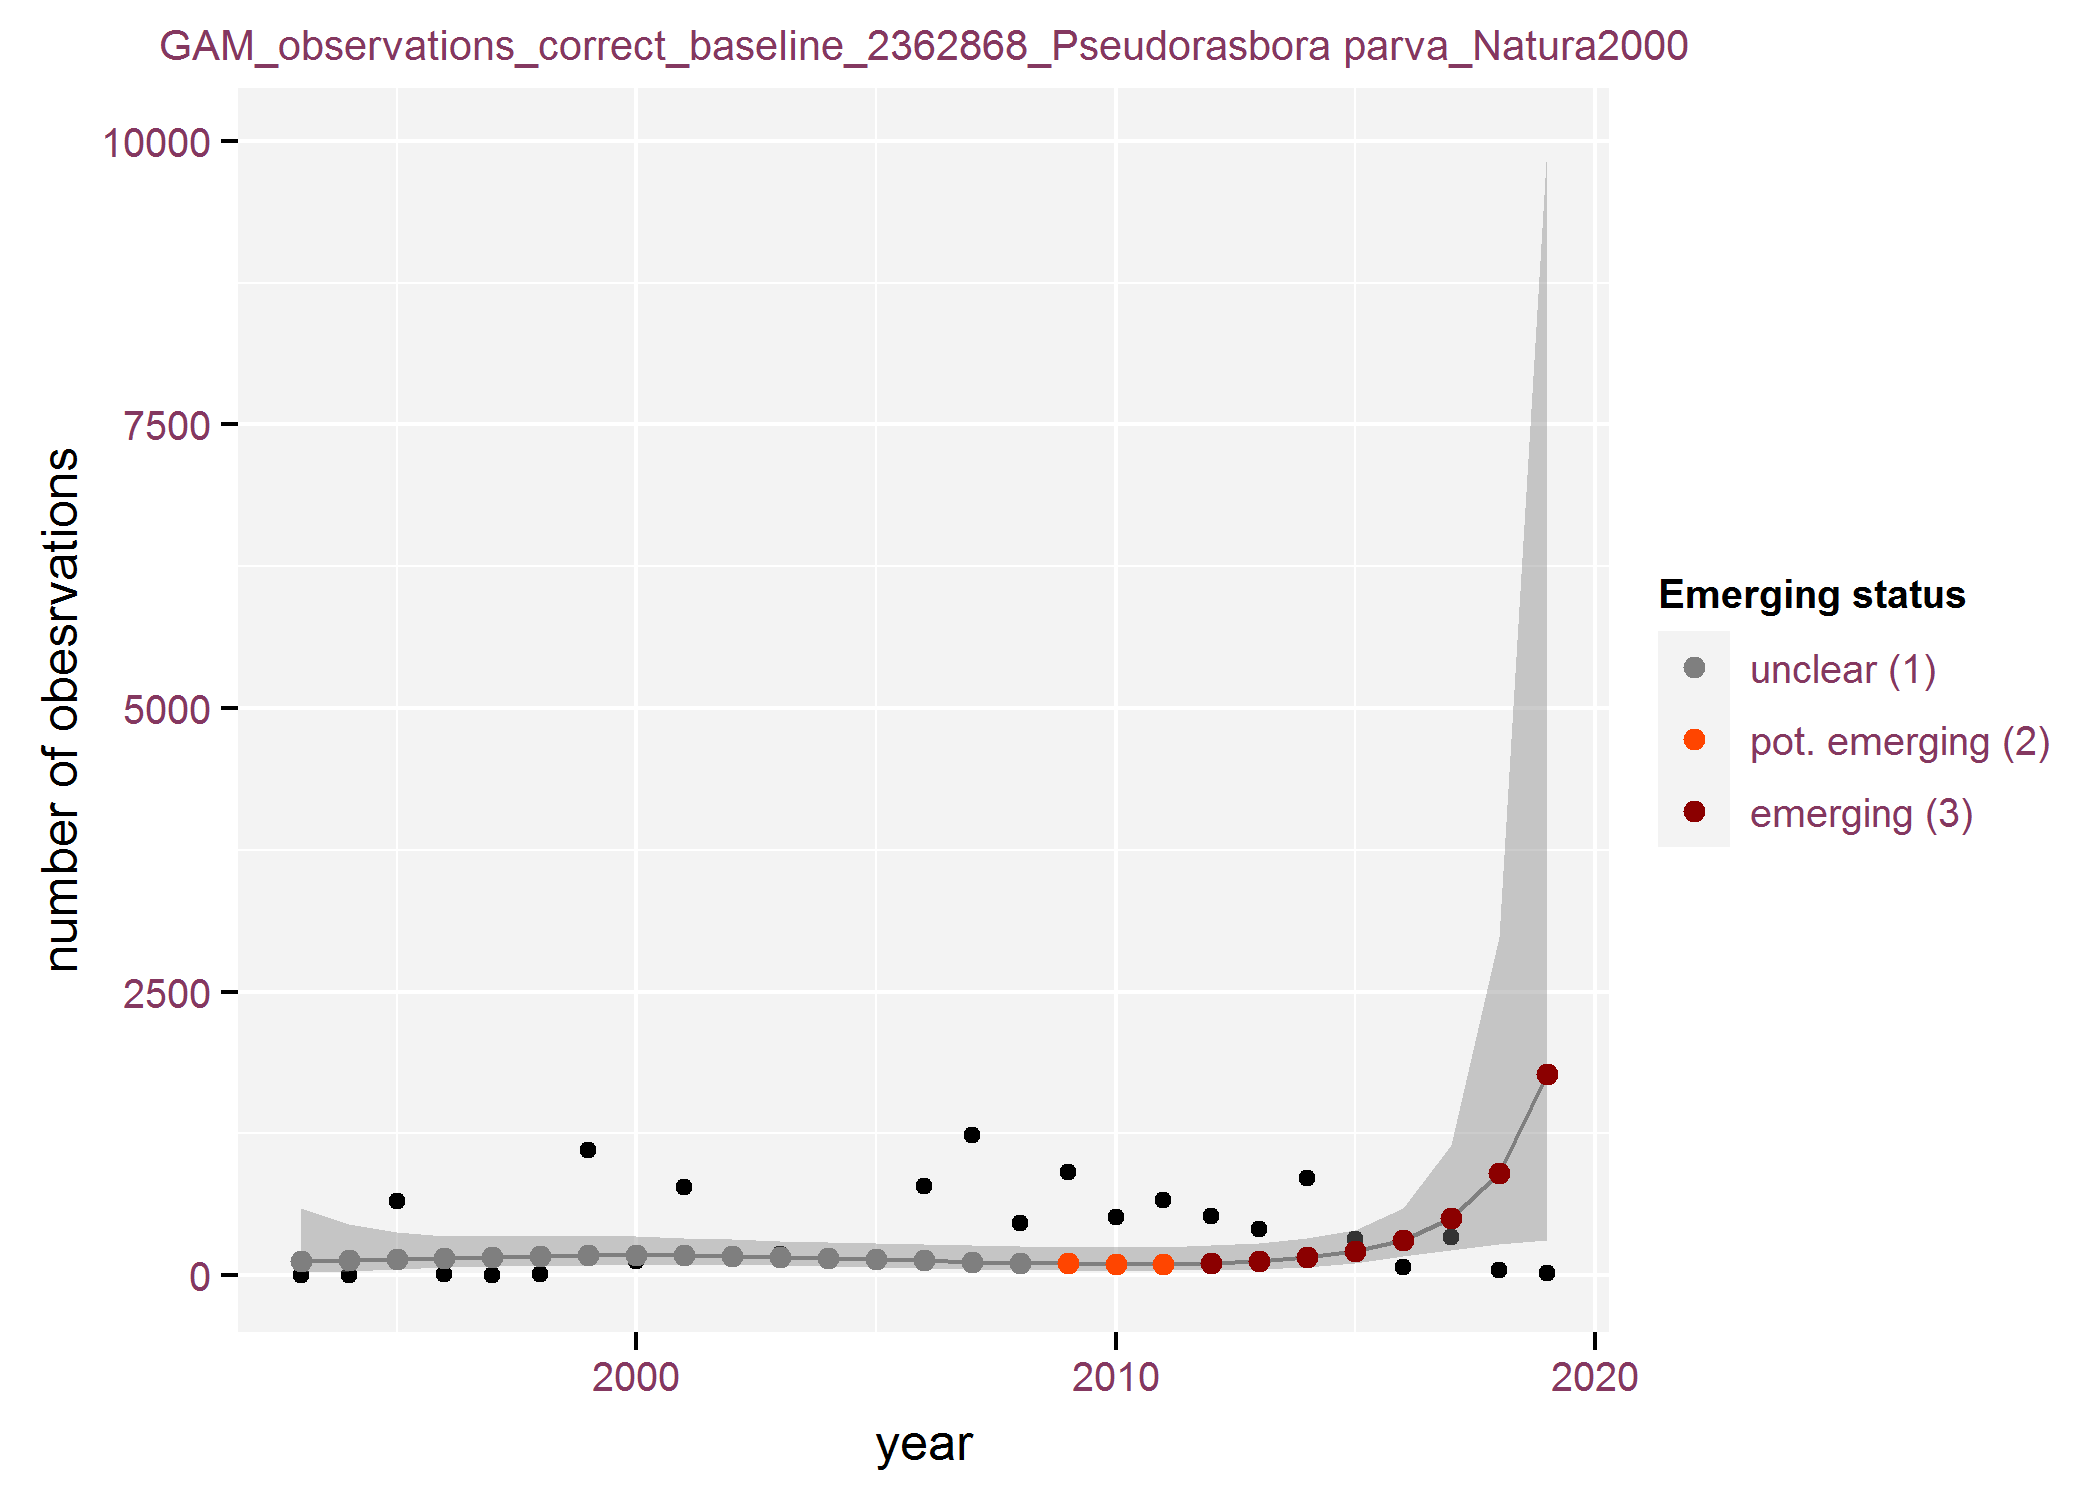 GAM_observations_correct_baseline_2362868_Pseudorasbora parva_Natura2000
10000
7500
5000
2500
0
number of obesrvations
2000
2010
2020
year
Emerging status
unclear (1)
pot. emerging (2)
emerging (3)